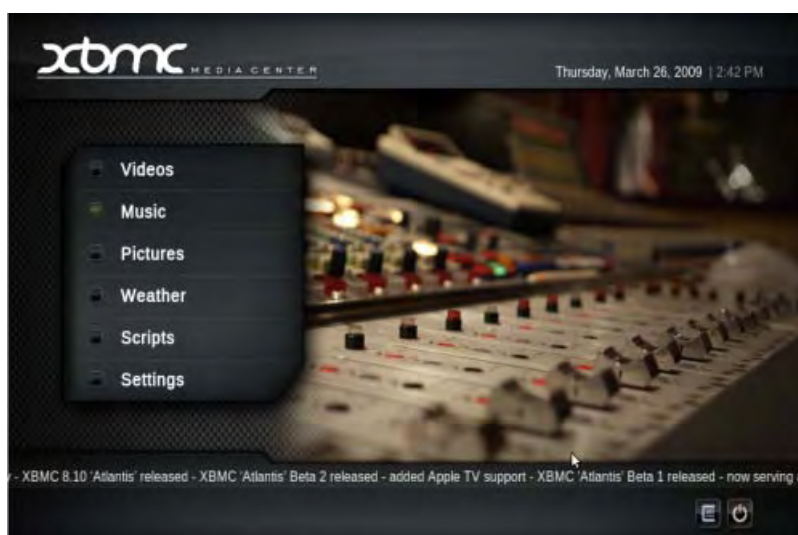 xbmc MEDIA CENTER
Thursday, March 26, 2009 | 2:42 PM
Videos
Music
Pictures
Weather
Scripts
Settings
- XBMC 8.10 'Atlantis' released - XBMC 'Atlantis' Beta 2 released - added Apple TV support - XBMC 'Atlantis' Beta 1 released - now serving